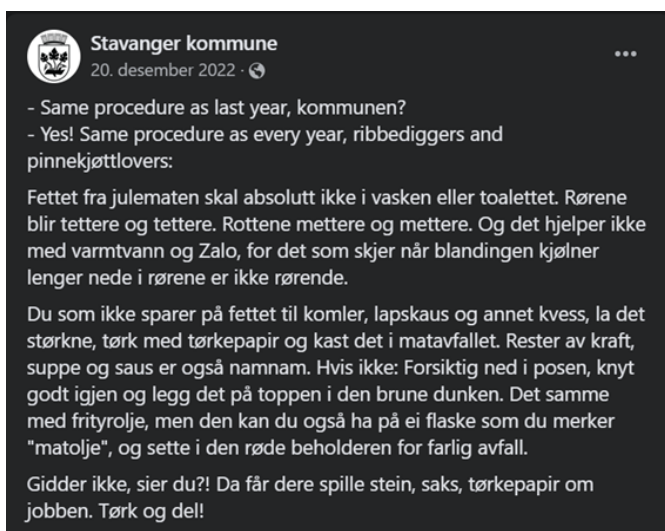 Stavanger kommune
20. desember 2022 ·
- Same procedure as last year, kommunen?
- Yes! Same procedure as every year, ribbediggers and
pinnekjøttlovers:
Fettet fra julematen skal absolutt ikke i vasken eller toalettet. Rørene
blir tettere og tettere. Rottene mettere og mettere. Og det hjelper ikke
med varmtvann og Zalo, for det som skjer når blandingen kjølner
lenger nede i rørene er ikke rørende.
Du som ikke sparer på fettet til komler, lapskaus og annet kvess, la det
størkne, tørk med tørkepapir og kast det i matavfallet. Rester av kraft,
suppe og saus er også namnam. Hvis ikke: Forsiktig ned i posen, knyt
godt igjen og legg det på toppen i den brune dunken. Det samme
med frityrolje, men den kan du også ha på ei flaske som du merker
"matolje", og sette i den røde beholderen for farlig avfall.
Gidder ikke, sier du?! Da får dere spille stein, saks, tørkepapir om
jobben. Tørk og del!